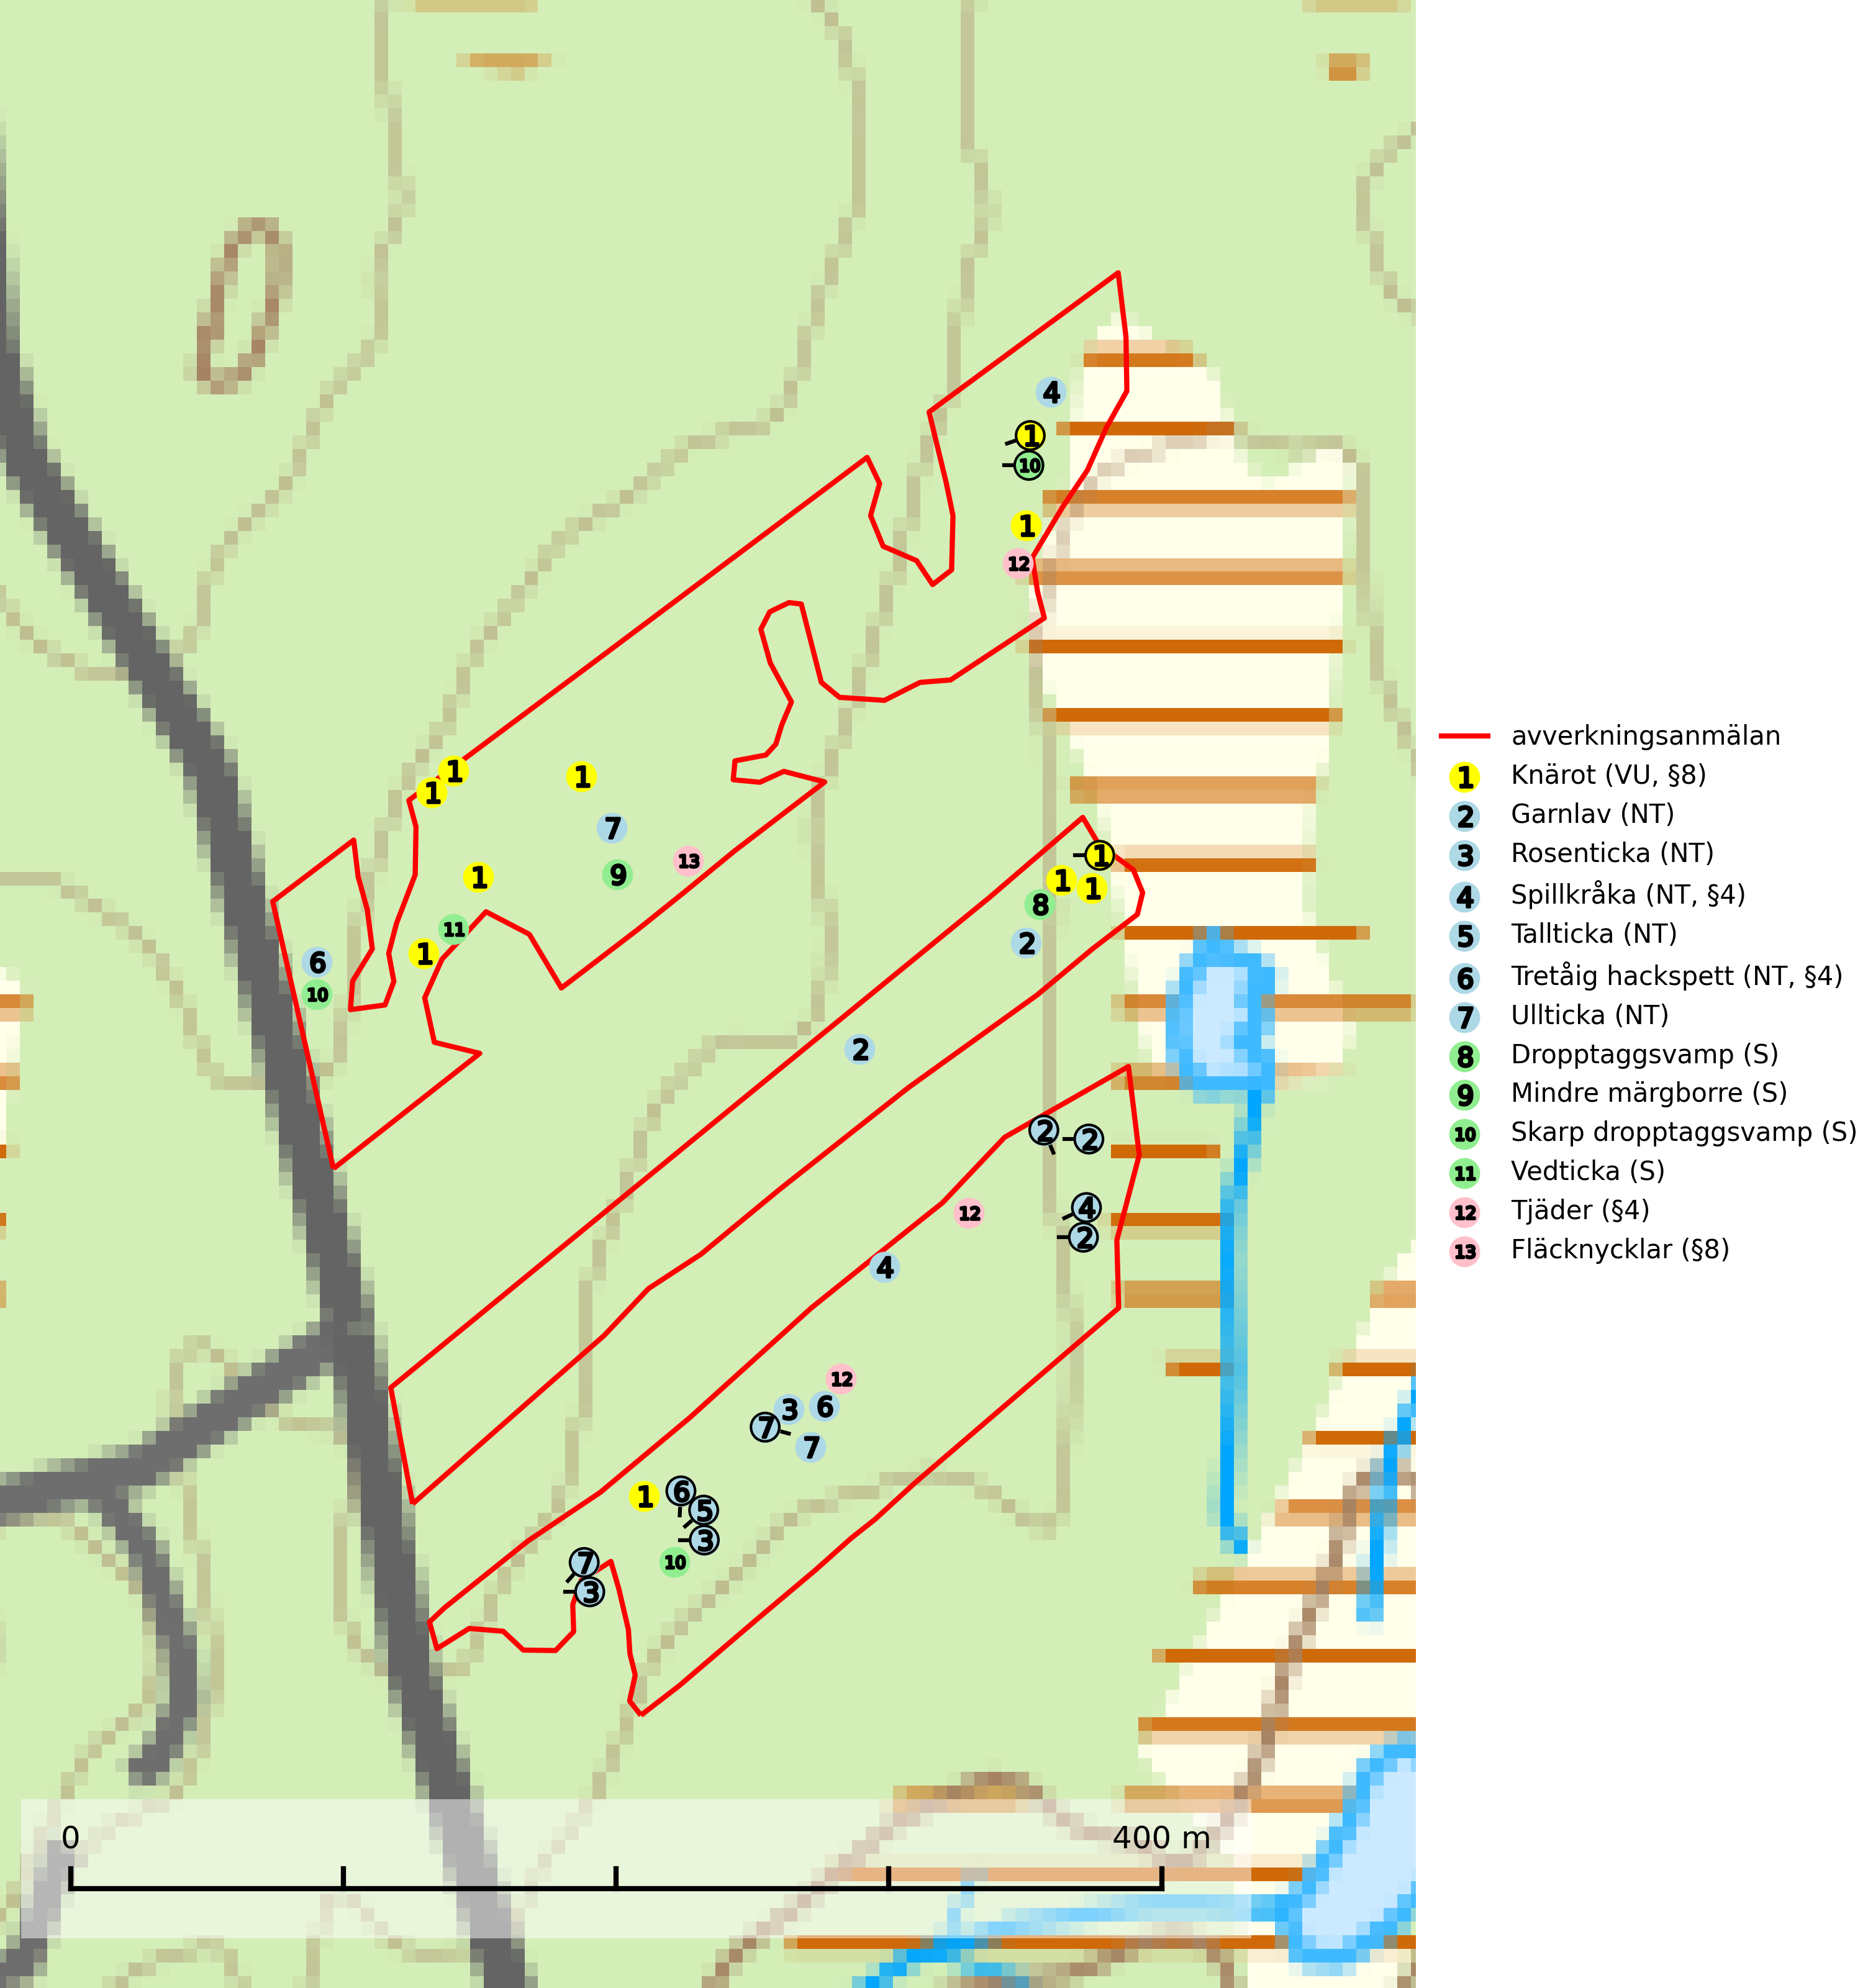 4
1
10
1
12
1
1
1
7
13
9
1
11
1
6
10
1
1
1
8
2
2
2
2
4
2
12
4
12
3
6
7
7
1
6
5
3
10
7
3
avverkningsanmälan
1 Knärot (VU, §8)
2 Garnlav (NT)
3 Rosenticka (NT)
4 Spillkråka (NT, §4)
5 Tallticka (NT)
6 Tretåig hackspett (NT, §4)
7 Ullticka (NT)
8 Dropptaggsvamp (S)
9 Mindre märgborre (S)
10 Skarp dropptaggsvamp (S)
11 Vedticka (S)
12 Tjäder (§4)
13 Fläcknycklar (§8)
0 400 m